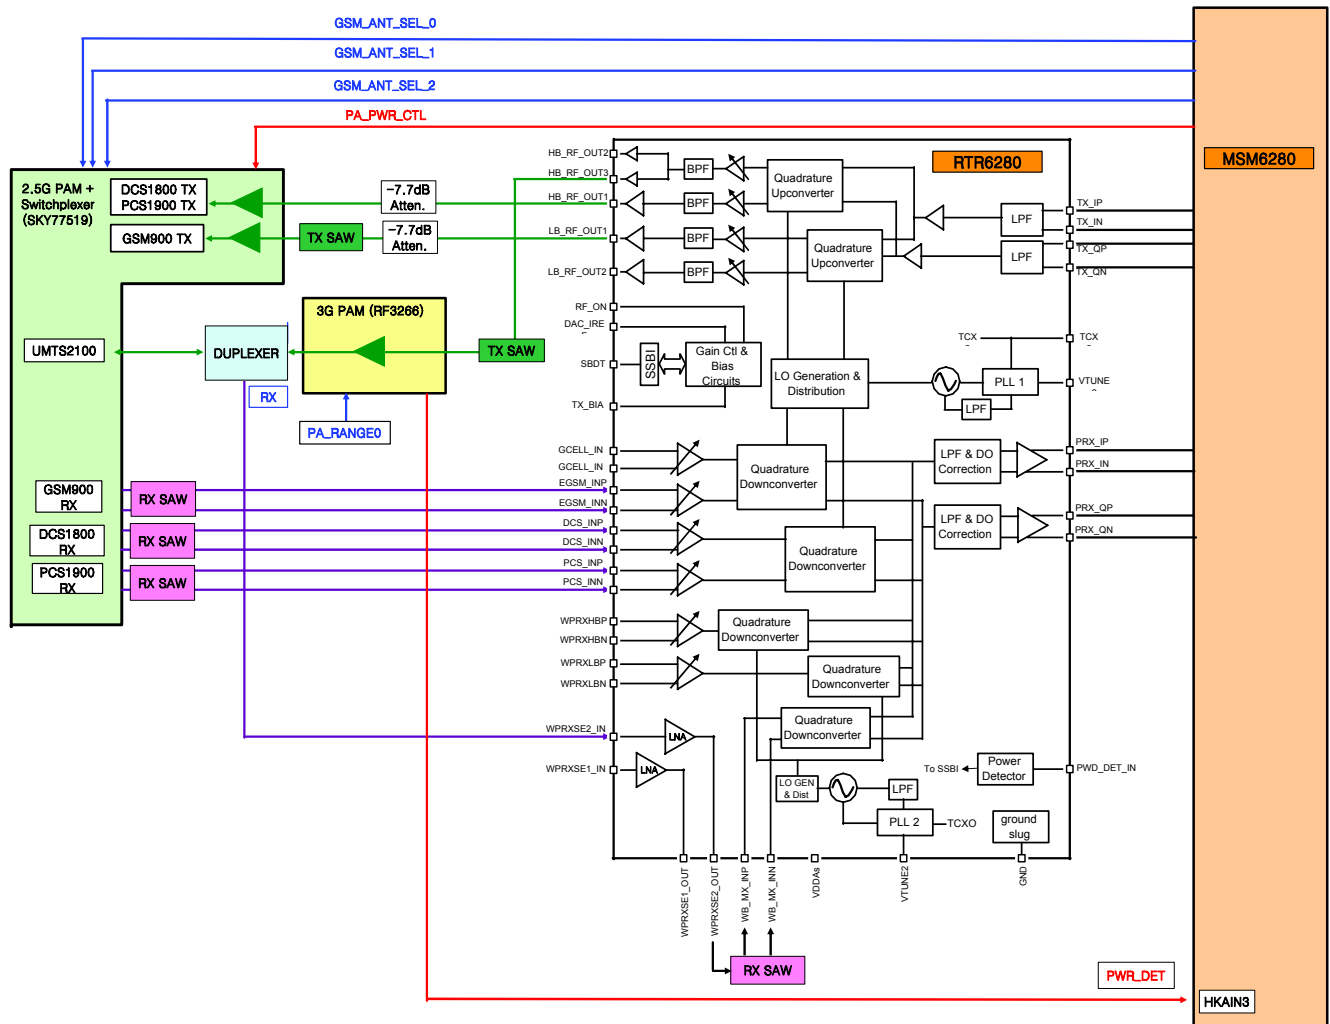 GSM_ANT_SEL_0
GSM_ANT_SEL_1
GSM_ANT_SEL_2
PA_PWR_CTL
MSM6280
RTR6280
2.5G PAM +
Switchplexer
(SKY77519)
DCS1800 TX
PCS1900 TX
GSM900 TX
-7.7dB
Atten.
TX SAW
-7.7dB
Atten.
HB_RF_OUT2
HB_RF_OUT3
HB_RF_OUT1
LB_RF_OUT1
LB_RF_OUT2
BPF
BPF
BPF
BPF
Quadrature
Upconverter
Quadrature
Upconverter
LPF
LPF
TX_IP
TX_IN
TX_QP
TX_QN
RF_ON
DAC_IRE
SBDT
TX_BIA
SSBI
Gain Ctl &
Bias
Circuits
LO Generation &
Distribution
TCX
TCX
PLL 1
LPF
VTUNE
3G PAM (RF3266)
UMTS2100
DUPLEXER
TX SAW
RX
PA_RANGE0
GCELL_IN
GCELL_IN
EGSM_INP
EGSM_INN
DCS_INP
DCS_INN
PCS_INP
PCS_INN
GSM900
RX
DCS1800
RX
PCS1900
RX
RX SAW
RX SAW
RX SAW
Quadrature
Downconverter
Quadrature
Downconverter
LPF & DO
Correction
LPF & DO
Correction
PRX_IP
PRX_IN
PRX_QP
PRX_QN
WPRXHBP
WPRXHBN
WPRXLBP
WPRXLBN
Quadrature
Downconverter
Quadrature
Downconverter
Quadrature
Downconverter
WPRXSE2_IN
WPRXSE1_IN
LNA
LNA
LO GEN
& Dist
LPF
PLL 2
TCXO
To SSBI
Power
Detector
PWD_DET_IN
ground
slug
WPRXSE1_OUT
WPRXSE2_OUT
WB_MX_INP
WB_MX_INN
VDDAs
VTUNE2
GND
RX SAW
PWR_DET
HKAIN3